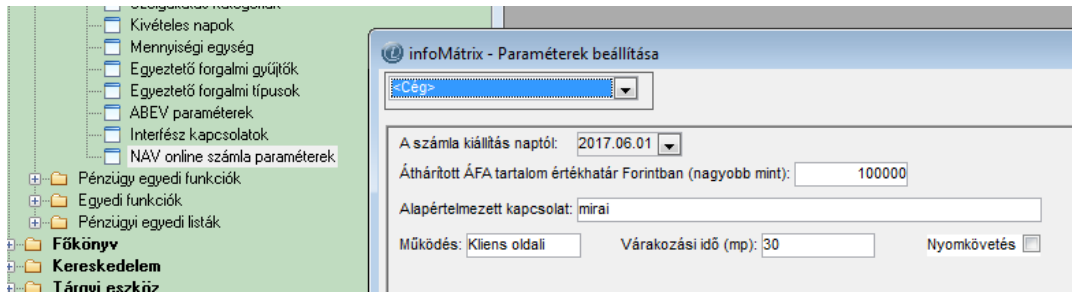 Kivételes napok
Mennyiségi egység
Egyeztető forgalmi gyűjtők
Egyeztető forgalmi típusok
ABEV paraméterek
Interfész kapcsolatok
NAV online számla paraméterek
Pénzügy egyedi funkciók
Egyedi funkciók
Pénzügyi egyedi listák
Főkönyv
Kereskedelem
Tárgyi eszköz
infoMátrix - Paraméterek beállítása
<Cég>
A számla kiállítás naptól: 2017.06.01
Áthárított ÁFA tartalom értékhatár Forintban (nagyobb mint): 100000
Alapértelmezett kapcsolat: mirai
Működés: Kliens oldali Várakozási idő (mp): 30 Nyomkövetés